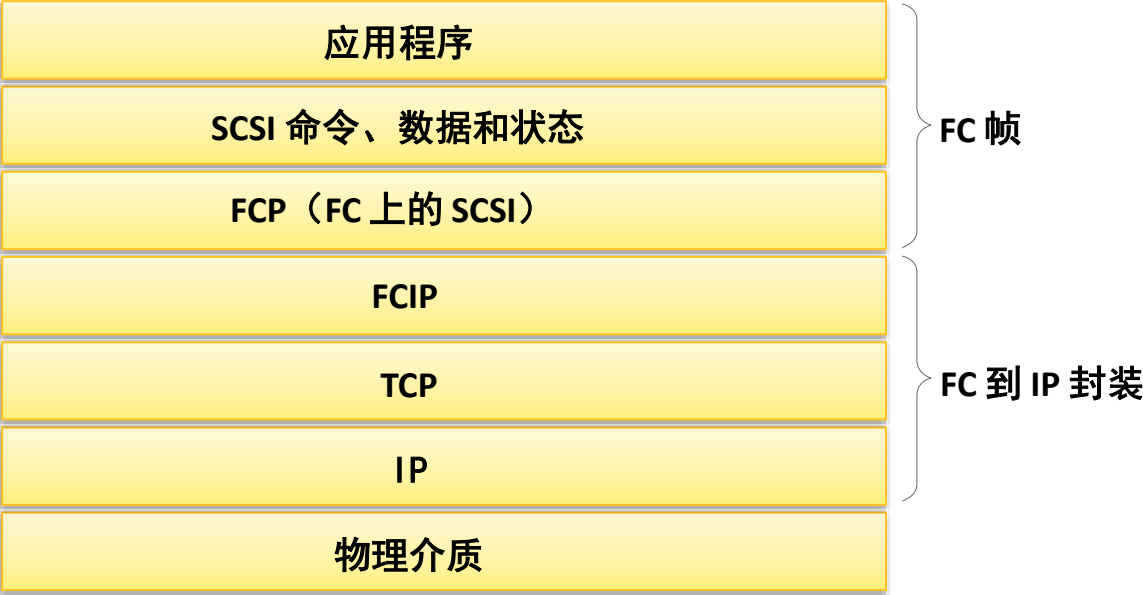 应用程序
SCSI 命令、数据和状态
FC 帧
FCP（FC 上的 SCSI）
FCIP
TCP
FC 到 IP 封装
IP
物理介质